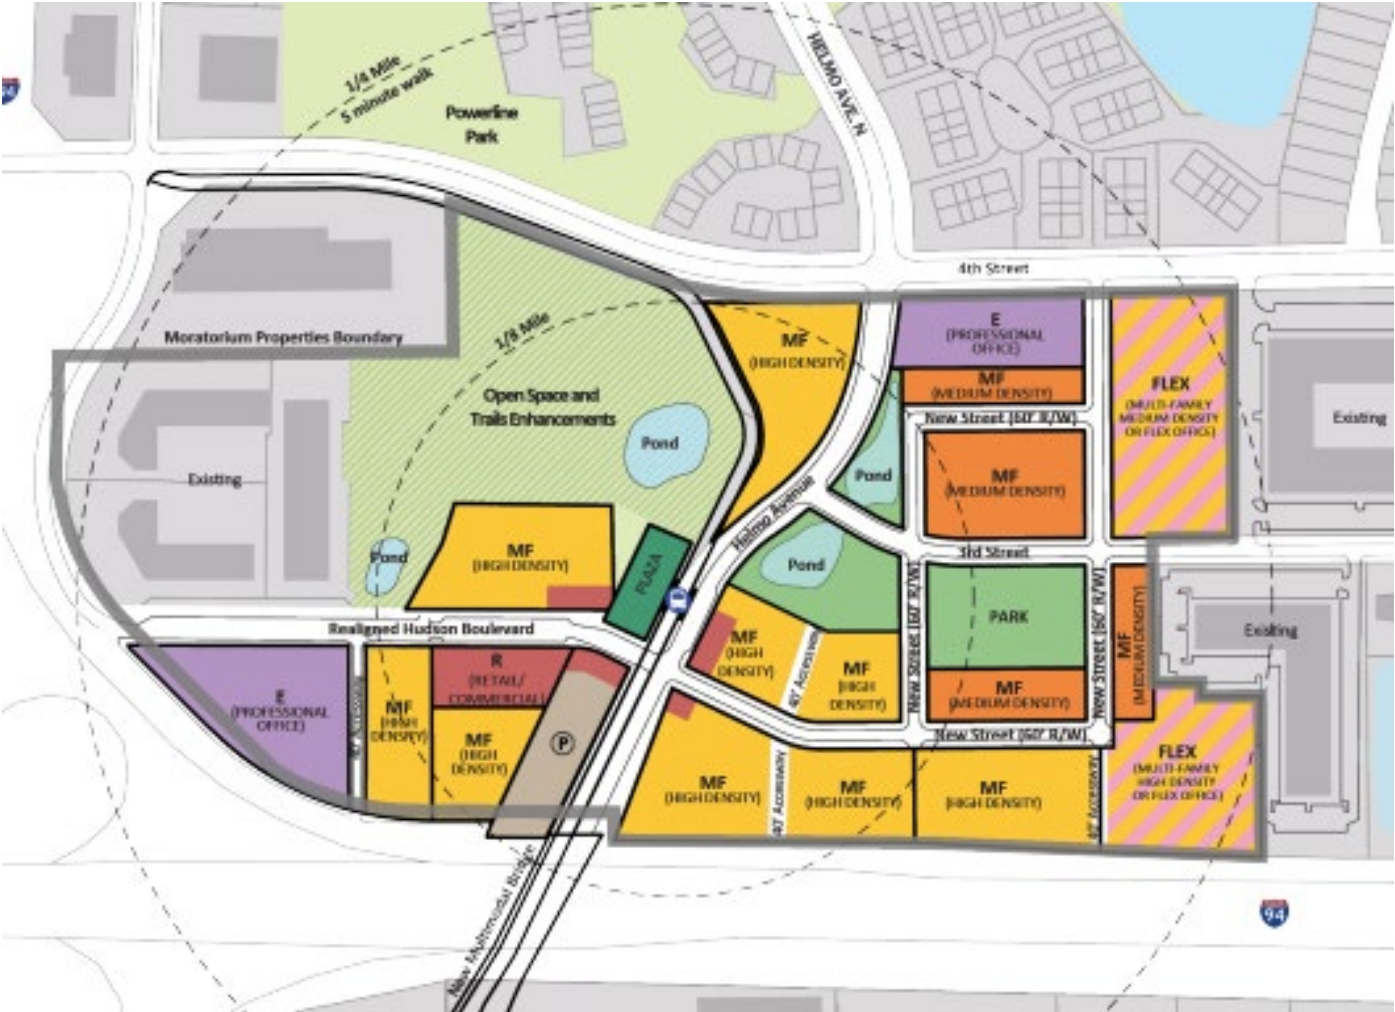 HELMO AVE. N
1/4 Mile
5 minute walk
Powerline
Park
4th Street
Moratorium Properties Boundary
1/8 Mile
Open Space and
Trails Enhancements
Pond
Existing
Pond
MF
(HIGH DENSITY)
PLAZA
Realigned Hudson Boulevard
E
(PROFESSIONAL
OFFICE)
MF
(HIGH
DENSITY)
R
(RETAIL/
COMMERCIAL)
MF
(HIGH
DENSITY)
P
New Multimodal Bridge
MF
(HIGH DENSITY)
Helmo Avenue
E
(PROFESSIONAL
OFFICE)
MF
(MEDIUM DENSITY)
New Street (60' R/W)
MF
(MEDIUM DENSITY)
Pond
Pond
3rd Street
FLEX
(MULTI-FAMILY
MEDIUM DENSITY
OR FLEX OFFICE)
Existing
New Street (60' R/W)
PARK
New Street (60' R/W)
MF
(MEDIUM DENSITY)
Existing
MF
(HIGH
DENSITY)
40' Accessway
MF
(HIGH
DENSITY)
MF
(MEDIUM DENSITY)
New Street (60' R/W)
MF
(HIGH DENSITY)
40' Accessway
MF
(HIGH DENSITY)
MF
(HIGH DENSITY)
40' Accessway
FLEX
(MULTI-FAMILY
HIGH DENSITY
OR FLEX OFFICE)
94